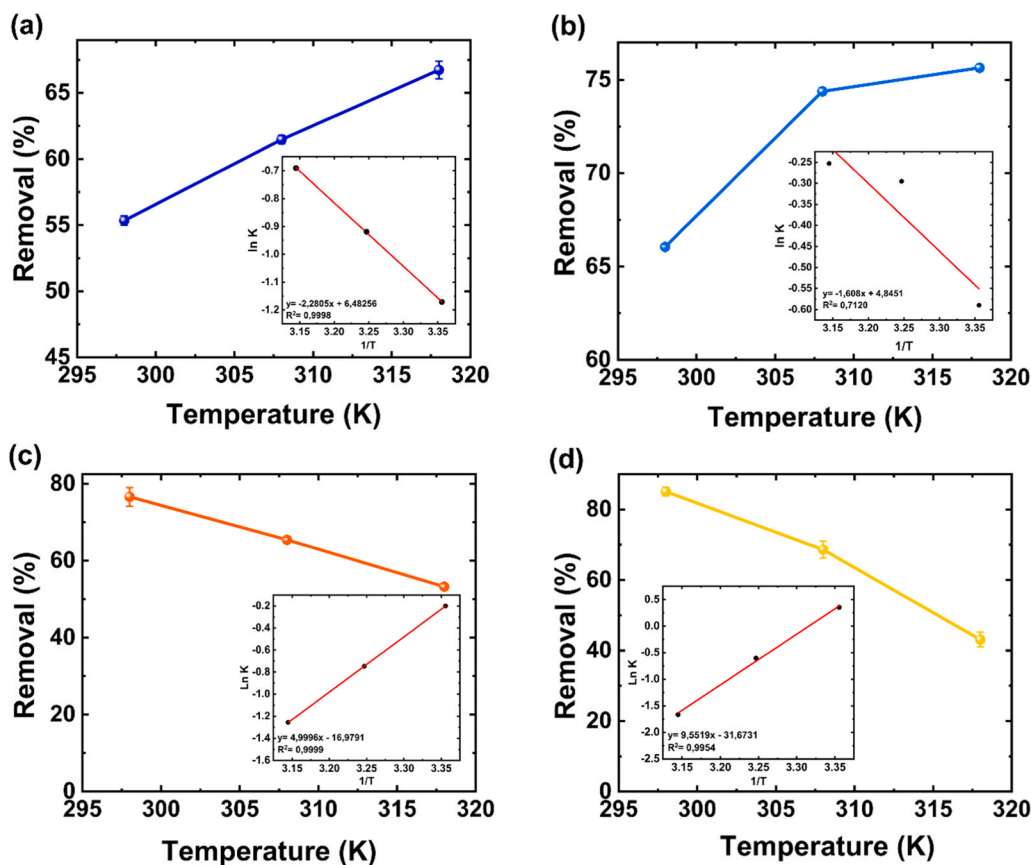 (a)
Removal (%)
65
60
55
50
45
295 300 305 310 315 320
Temperature (K)
ln K
-0.7
-0.8
-0.9
-1.0
-1.1
-1.2
3.15 3.20 3.25 3.30 3.35
1/T
y= -2,2805x + 6,48256
R²= 0,9998
(b)
Removal (%)
75
70
65
60
295 300 305 310 315 320
Temperature (K)
ln K
-0.25
-0.30
-0.35
-0.40
-0.45
-0.50
-0.55
-0.60
3.15 3.20 3.25 3.30 3.35
1/T
y= -1,608x + 4,8451
R²= 0,7120
(c)
Removal (%)
80
60
40
20
0
295 300 305 310 315 320
Temperature (K)
Ln K
-0.2
-0.4
-0.6
-0.8
-1.0
-1.2
-1.4
-1.6
3.15 3.20 3.25 3.30 3.35
1/T
y= 4,9996x - 16,9791
R²= 0,9999
(d)
Removal (%)
80
60
40
20
0
295 300 305 310 315 320
Temperature (K)
Ln K
0.5
0.0
-0.5
-1.0
-1.5
-2.0
-2.5
3.15 3.20 3.25 3.30 3.35
1/T
y= 9,5519x - 31,6731
R²= 0,9954